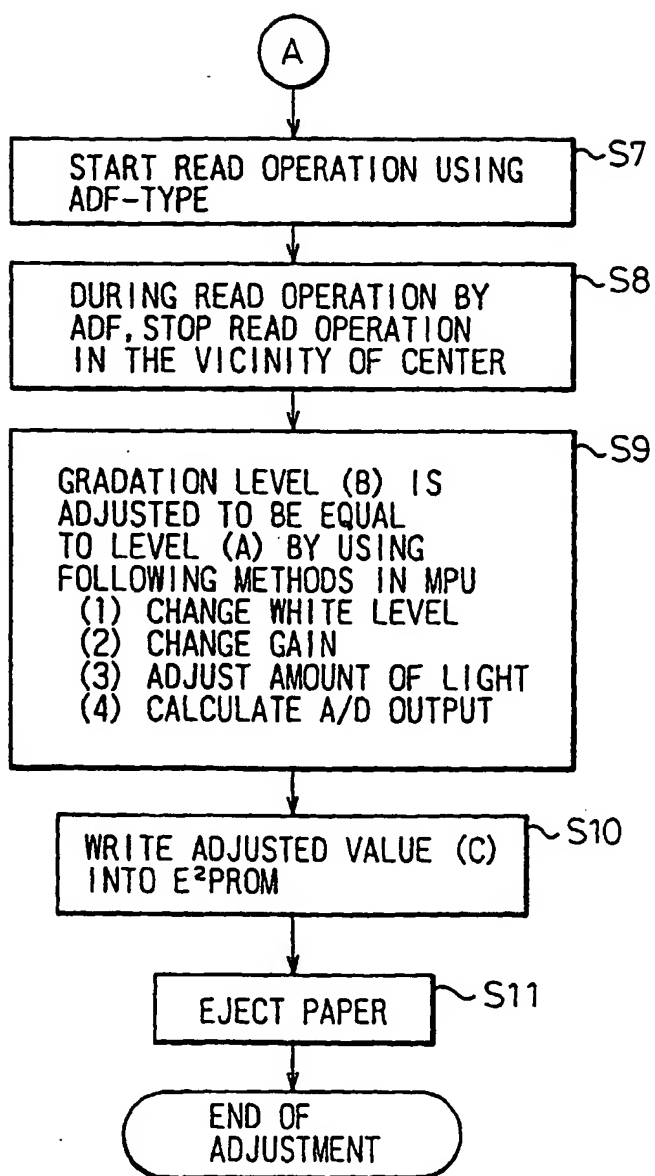 A
START READ OPERATION USING
ADF-TYPE
S7
DURING READ OPERATION BY
ADF, STOP READ OPERATION
IN THE VICINITY OF CENTER
S8
GRADATION LEVEL (B) IS
ADJUSTED TO BE EQUAL
TO LEVEL (A) BY USING
FOLLOWING METHODS IN MPU
(1) CHANGE WHITE LEVEL
(2) CHANGE GAIN
(3) ADJUST AMOUNT OF LIGHT
(4) CALCULATE A/D OUTPUT
S9
WRITE ADJUSTED VALUE (C)
INTO E²PROM
S10
EJECT PAPER
S11
END OF
ADJUSTMENT